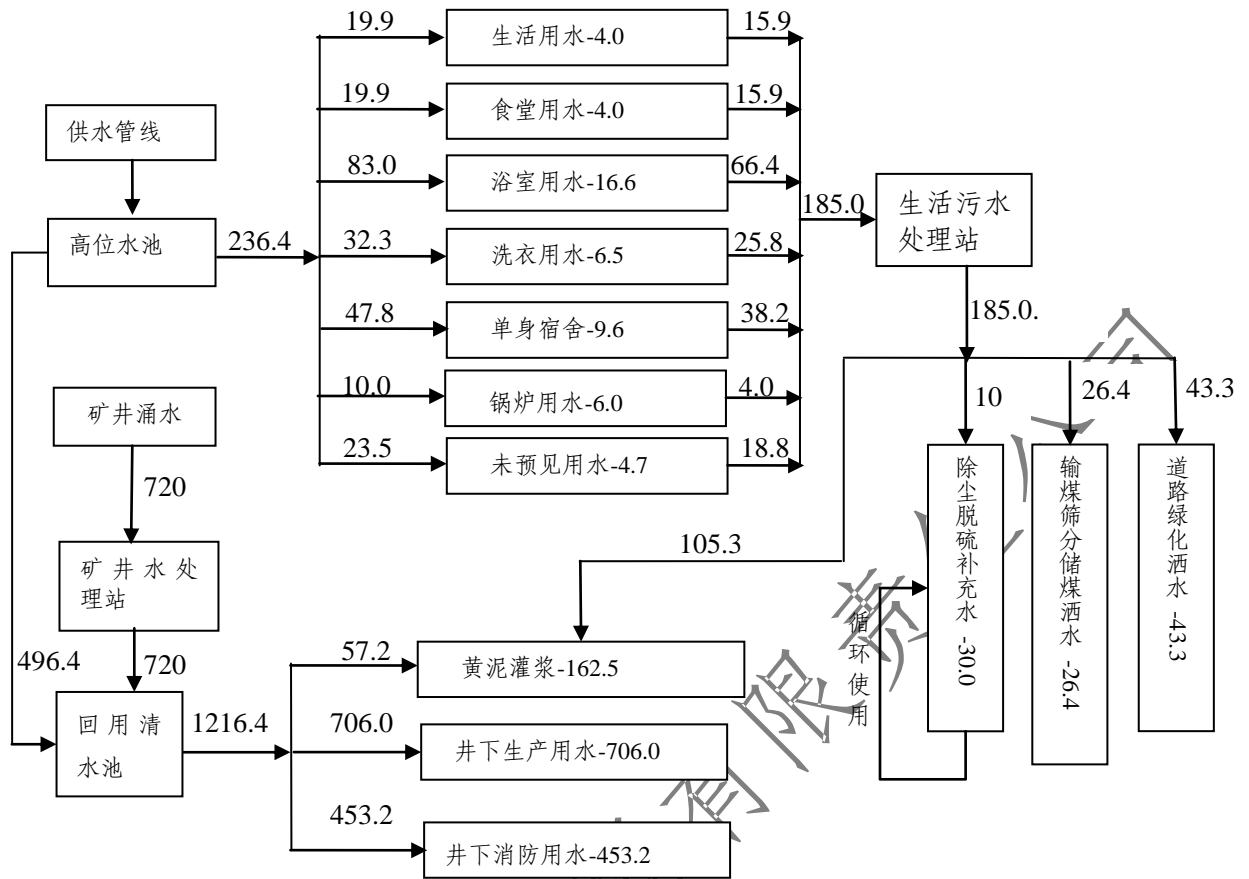 19.9
生活用水-4.0
15.9
19.9
食堂用水-4.0
15.9
供水管线
83.0
浴室用水-16.6
66.4
高位水池
236.4
32.3
洗衣用水-6.5
25.8
185.0
生活污水
处理站
47.8
单身宿舍-9.6
38.2
185.0.
10.0
锅炉用水-6.0
4.0
23.5
未预见用水-4.7
18.8
10
26.4
43.3
除尘脱硫补充水 -30.0
循环使用
输煤筛分储煤洒水 -26.4
道路绿化洒水 -43.3
矿井涌水
720
矿井水处
理站
720
496.4
回用清
水池
1216.4
105.3
57.2
黄泥灌浆-162.5
706.0
井下生产用水-706.0
453.2
井下消防用水-453.2
有限责
公司